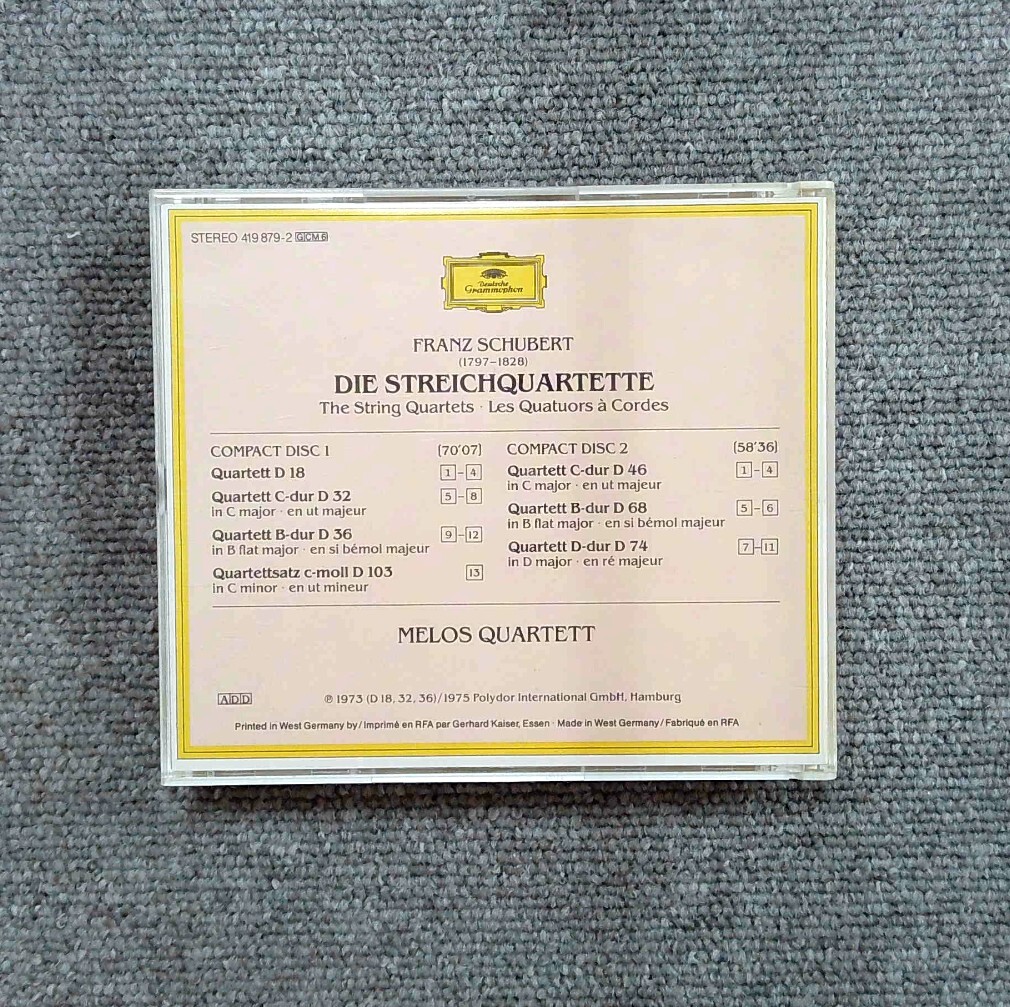 STEREO 419 879-2 GCM 6
Deutsche
Grammophon
FRANZ SCHUBERT
(1797–1828)
DIE STREICHQUARTETTE
The String Quartets · Les Quatuors à Cordes
COMPACT DISC 1 (70'07)
Quartett D 18 1–4
Quartett C-dur D 32 5–8
in C major · en ut majeur
Quartett B-dur D 36 9–12
in B flat major · en si bémol majeur
Quartettsatz c-moll D 103 13
in C minor · en ut mineur
COMPACT DISC 2 (58'36)
Quartett C-dur D 46 1–4
in C major · en ut majeur
Quartett B-dur D 68 5–6
in B flat major · en si bémol majeur
Quartett D-dur D 74 7–11
in D major · en ré majeur
MELOS QUARTETT
ADD ℗ 1973 (D 18, 32, 36)/1975 Polydor International GmbH, Hamburg
Printed in West Germany by / Imprimé en RFA par Gerhard Kaiser, Essen · Made in West Germany / Fabriqué en RFA